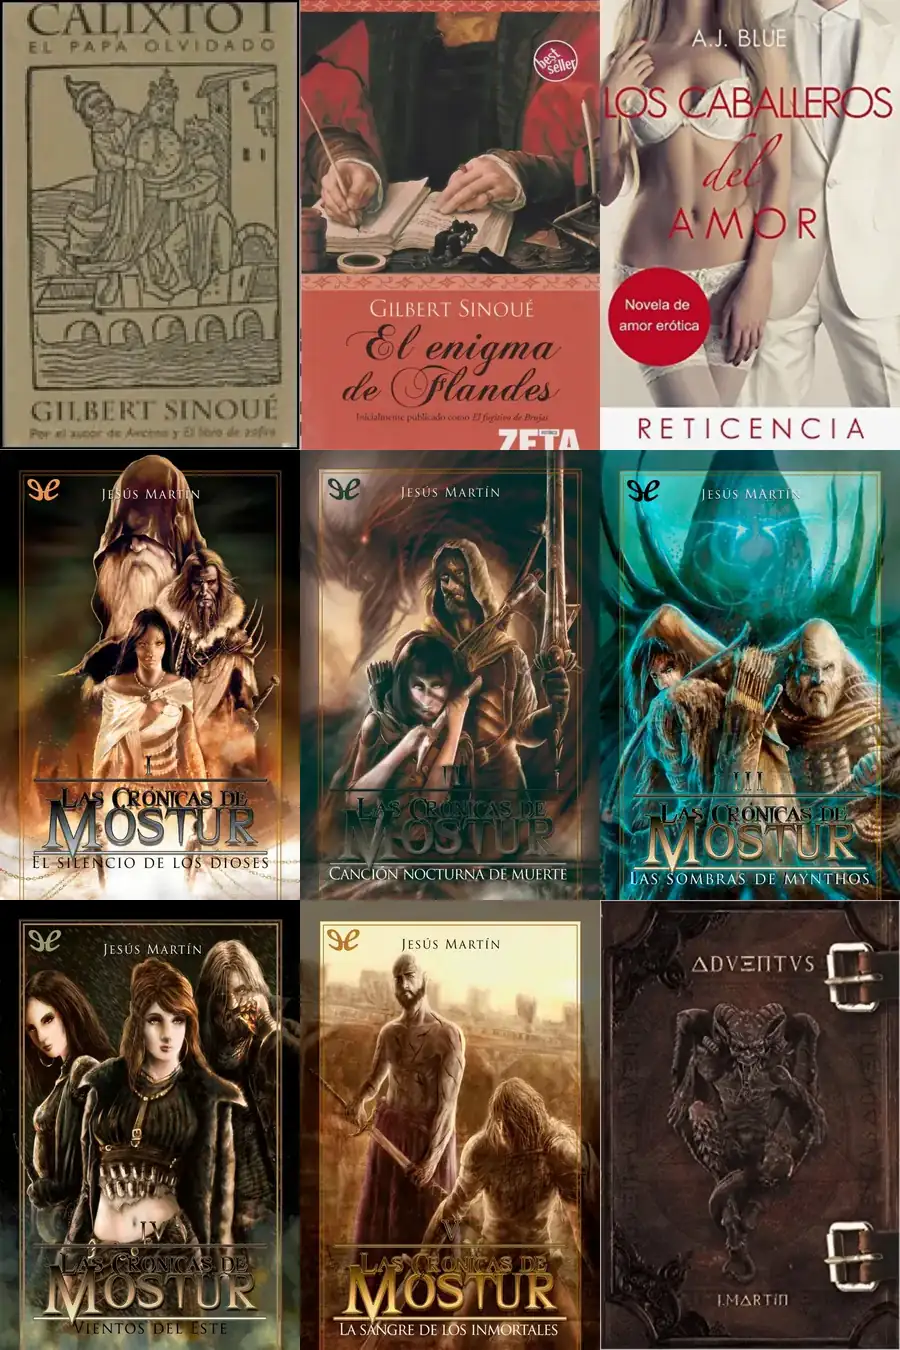 CALIXTO I
EL PAPA OLVIDADO
GILBERT SINOUÉ
Por el autor de Avicena y El libro de zafiro
best
seller
GILBERT SINOUÉ
El enigma
de Flandes
Inicialmente publicado como El fugitivo de Brujas
HISTÓRICA
ZETA
A.J. BLUE
LOS CABALLEROS
del
AMOR
Novela de
amor erótica
RETICENCIA
JESÚS MARTÍN
I
LAS CRÓNICAS DE
MOSTUR
EL SILENCIO DE LOS DIOSES
JESÚS MARTÍN
II
LAS CRÓNICAS DE
MOSTUR
CANCIÓN NOCTURNA DE MUERTE
JESÚS MARTÍN
III
LAS CRÓNICAS DE
MOSTUR
LAS SOMBRAS DE MYNTHOS
JESÚS MARTÍN
IV
LAS CRÓNICAS DE
MOSTUR
VIENTOS DEL ESTE
JESÚS MARTÍN
V
LAS CRÓNICAS DE
MOSTUR
LA SANGRE DE LOS INMORTALES
ADVENTVS
J.MARTÍN